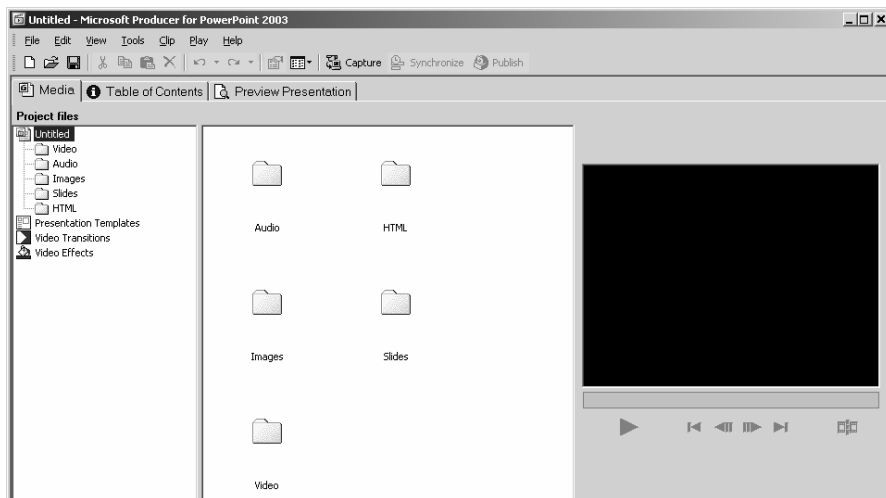 Untitled - Microsoft Producer for PowerPoint 2003
File Edit View Tools Clip Play Help
Capture Synchronize Publish
Media Table of Contents Preview Presentation
Project files
Untitled
Video
Audio
Images
Slides
HTML
Presentation Templates
Video Transitions
Video Effects
Audio HTML
Images Slides
Video